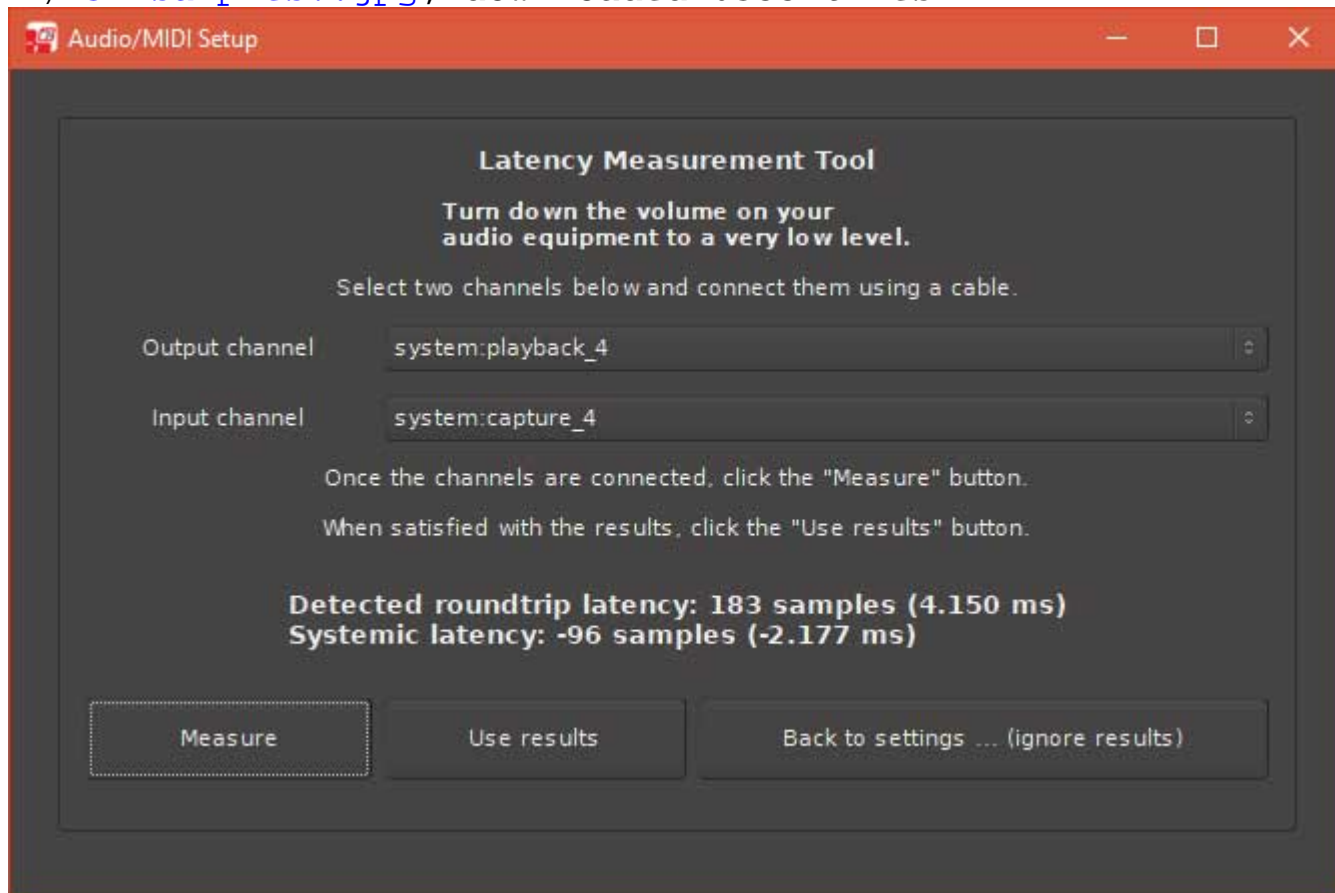 Audio/MIDI Setup
Latency Measurement Tool
Turn down the volume on your
audio equipment to a very low level.
Select two channels below and connect them using a cable.
Output channel system:playback_4
Input channel system:capture_4
Once the channels are connected, click the "Measure" button.
When satisfied with the results, click the "Use results" button.
Detected roundtrip latency: 183 samples (4.150 ms)
Systemic latency: -96 samples (-2.177 ms)
Measure Use results Back to settings ... (ignore results)